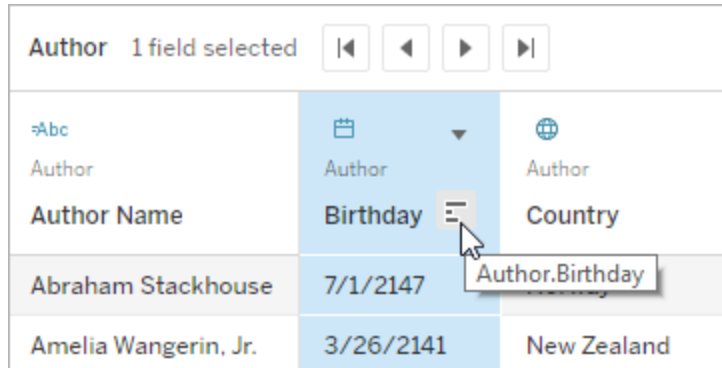 Author 1 field selected
=Abc
Author Author Author
Author Name Birthday Country
Author.Birthday
Abraham Stackhouse 7/1/2147
Amelia Wangerin, Jr. 3/26/2141 New Zealand